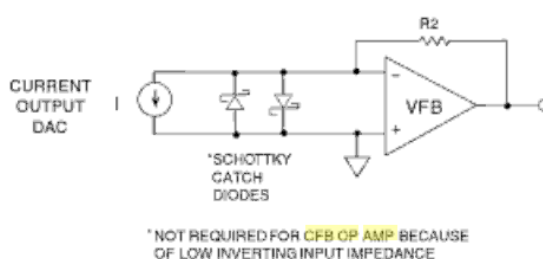 R2
CURRENT
OUTPUT
DAC
I
−
VFB
+
*SCHOTTKY
CATCH
DIODES
*NOT REQUIRED FOR CFB OP AMP BECAUSE
OF LOW INVERTING INPUT IMPEDANCE